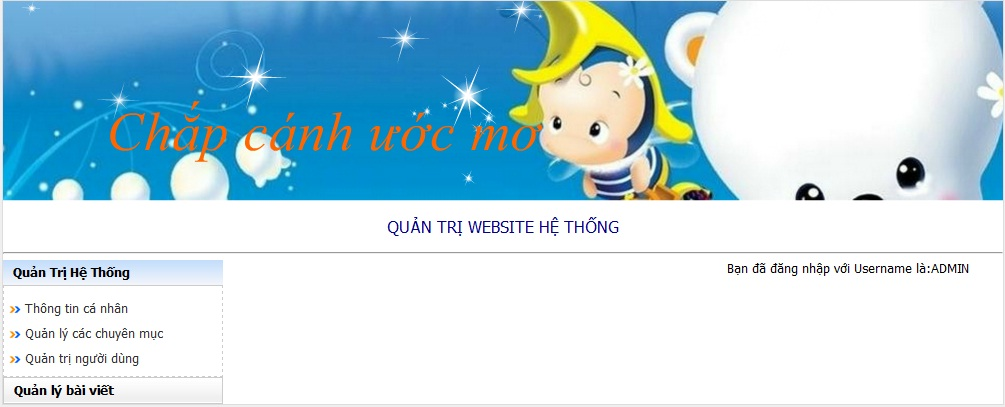 Chắp cánh ước mơ
QUẢN TRỊ WEBSITE HỆ THỐNG
Quản Trị Hệ Thống
Bạn đã đăng nhập với Username là:ADMIN
Thông tin cá nhân
Quản lý các chuyên mục
Quản trị người dùng
Quản lý bài viết